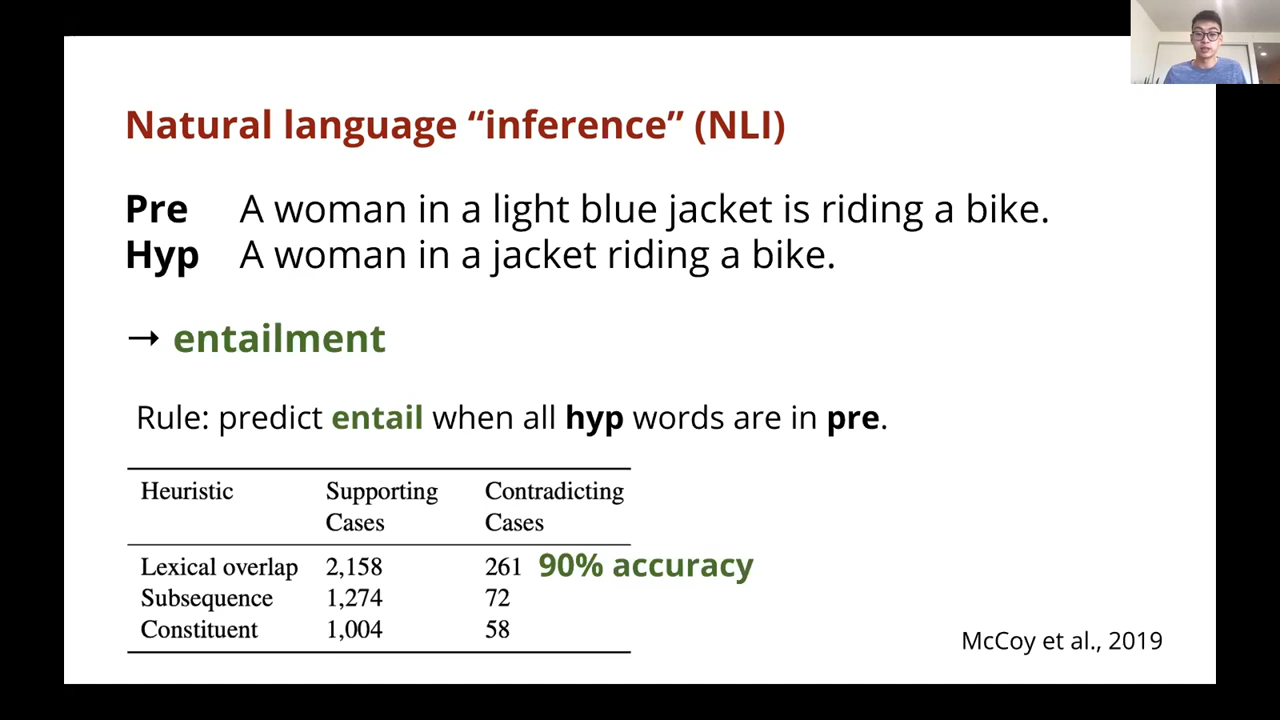 Natural language “inference” (NLI)
Pre A woman in a light blue jacket is riding a bike.
Hyp A woman in a jacket riding a bike.
→ entailment
Rule: predict entail when all hyp words are in pre.
Heuristic Supporting Cases Contradicting Cases
Lexical overlap 2,158 261 90% accuracy
Subsequence 1,274 72
Constituent 1,004 58
McCoy et al., 2019